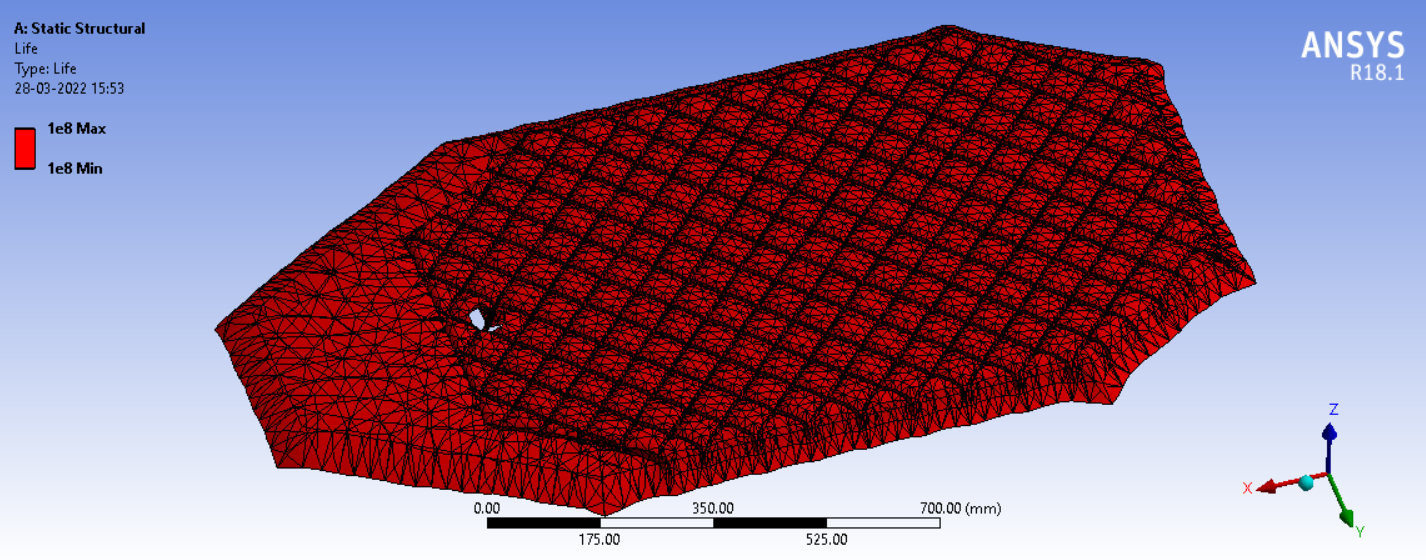 A: Static Structural
Life
Type: Life
28-03-2022 15:53
1e8 Max
1e8 Min
ANSYS
R18.1
0.00 350.00 700.00 (mm)
175.00 525.00
Z
X
Y